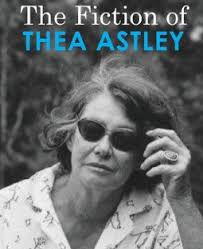 The Fiction of
THEA ASTLEY